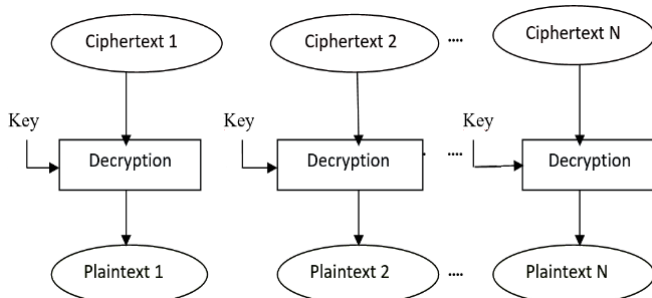 Ciphertext 1
Ciphertext 2
....
Ciphertext N
Key
Key
Key
Decryption
Decryption
. ....
Decryption
Plaintext 1
Plaintext 2
....
Plaintext N